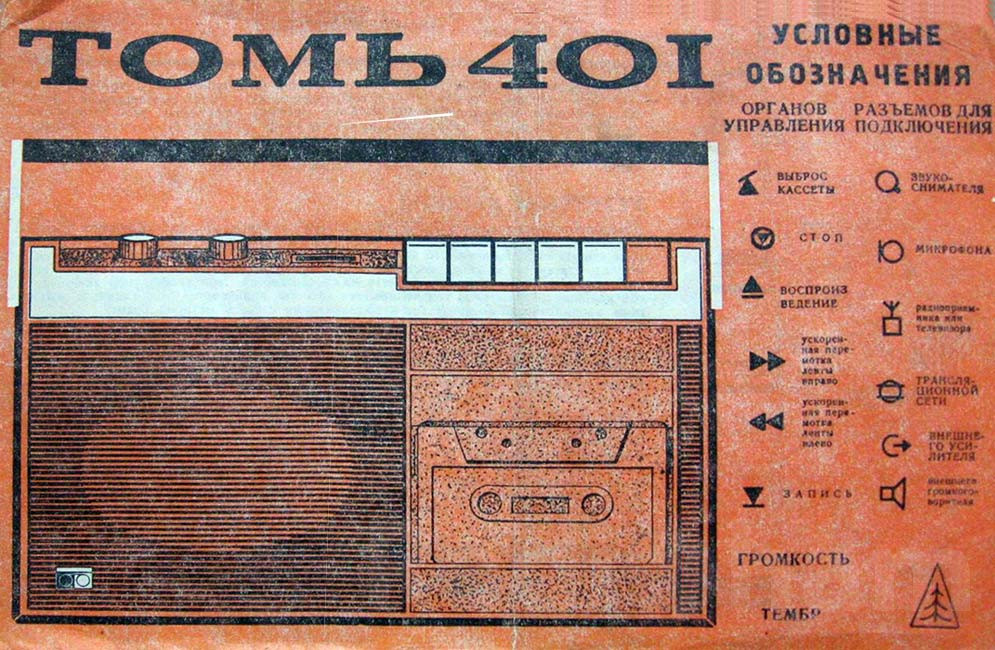 ТОМЬ 401
УСЛОВНЫЕ
ОБОЗНАЧЕНИЯ
ОРГАНОВ
УПРАВЛЕНИЯ
РАЗЪЕМОВ ДЛЯ
ПОДКЛЮЧЕНИЯ
ВЫБРОС
КАССЕТЫ
СТОП
ВОСПРОИЗ
ВЕДЕНИЕ
ускорен-
ная пере-
мотка
ленты
вправо
ускорен-
ная пере-
мотка
ленты
влево
ЗАПИСЬ
ГРОМКОСТЬ
ТЕМБР
ЗВУКО-
СНИМАТЕЛЯ
МИКРОФОНА
радиоприем-
ника или
телевизора
ТРАНСЛЯ-
ЦИОННОЙ
СЕТИ
ВНЕШНЕ-
ГО УСИ-
ЛИТЕЛЯ
внешнего
громкого-
ворителя